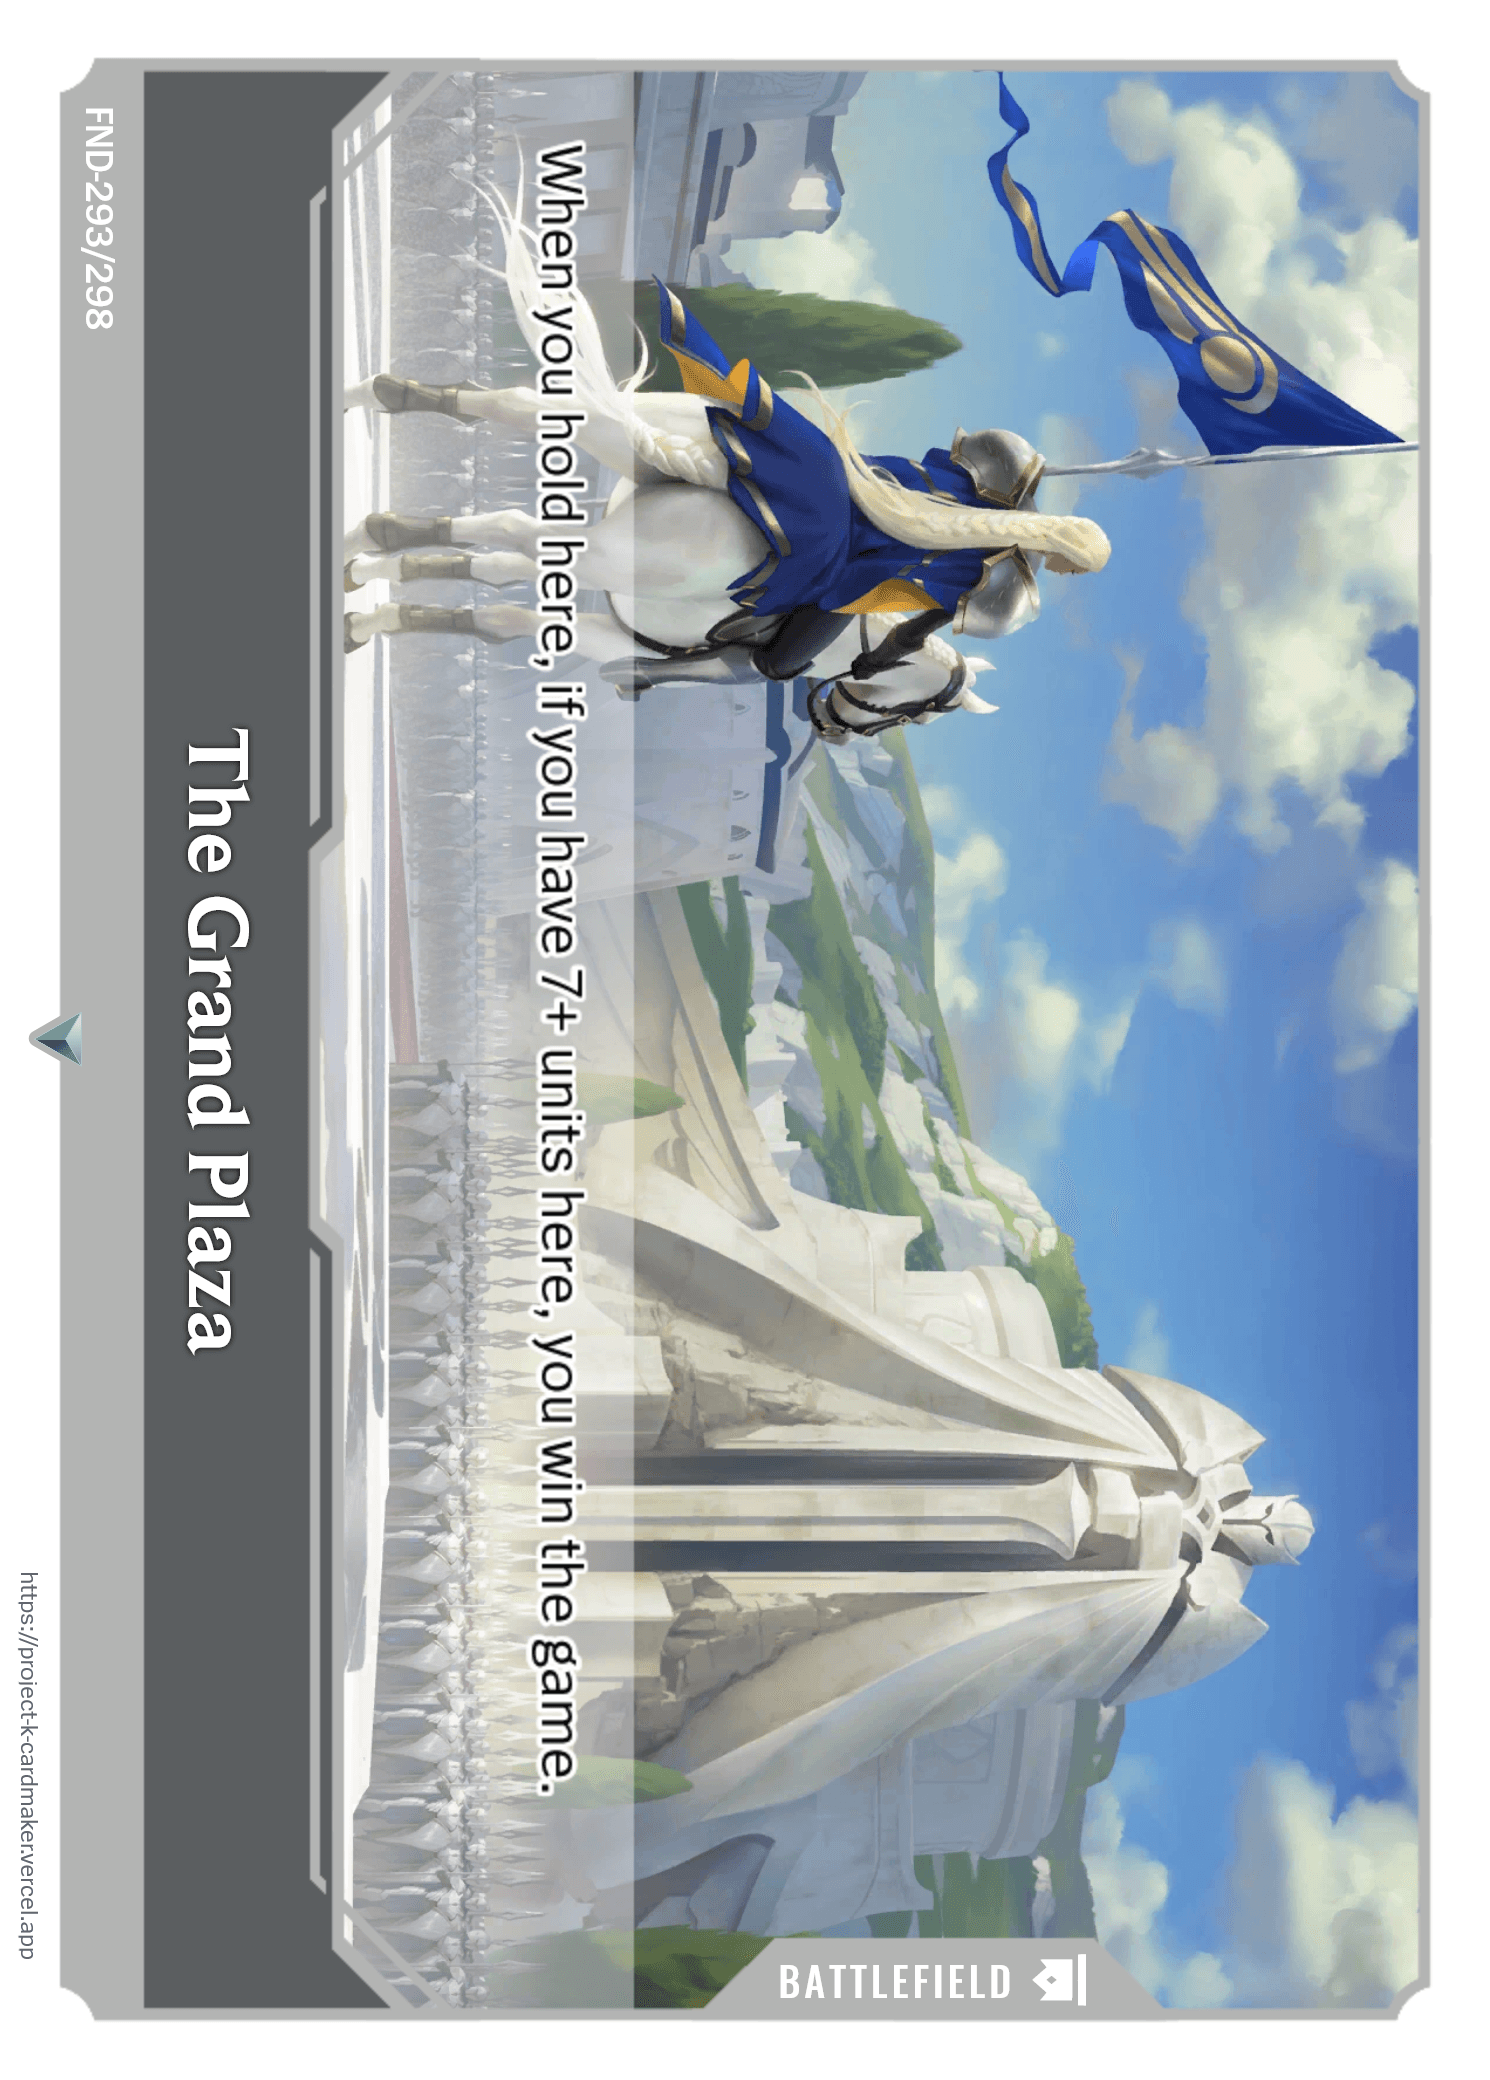 BATTLEFIELD
When you hold here, if you have 7+ units here, you win the game.
The Grand Plaza
FND-293/298
https://project-k-cardmaker.vercel.app